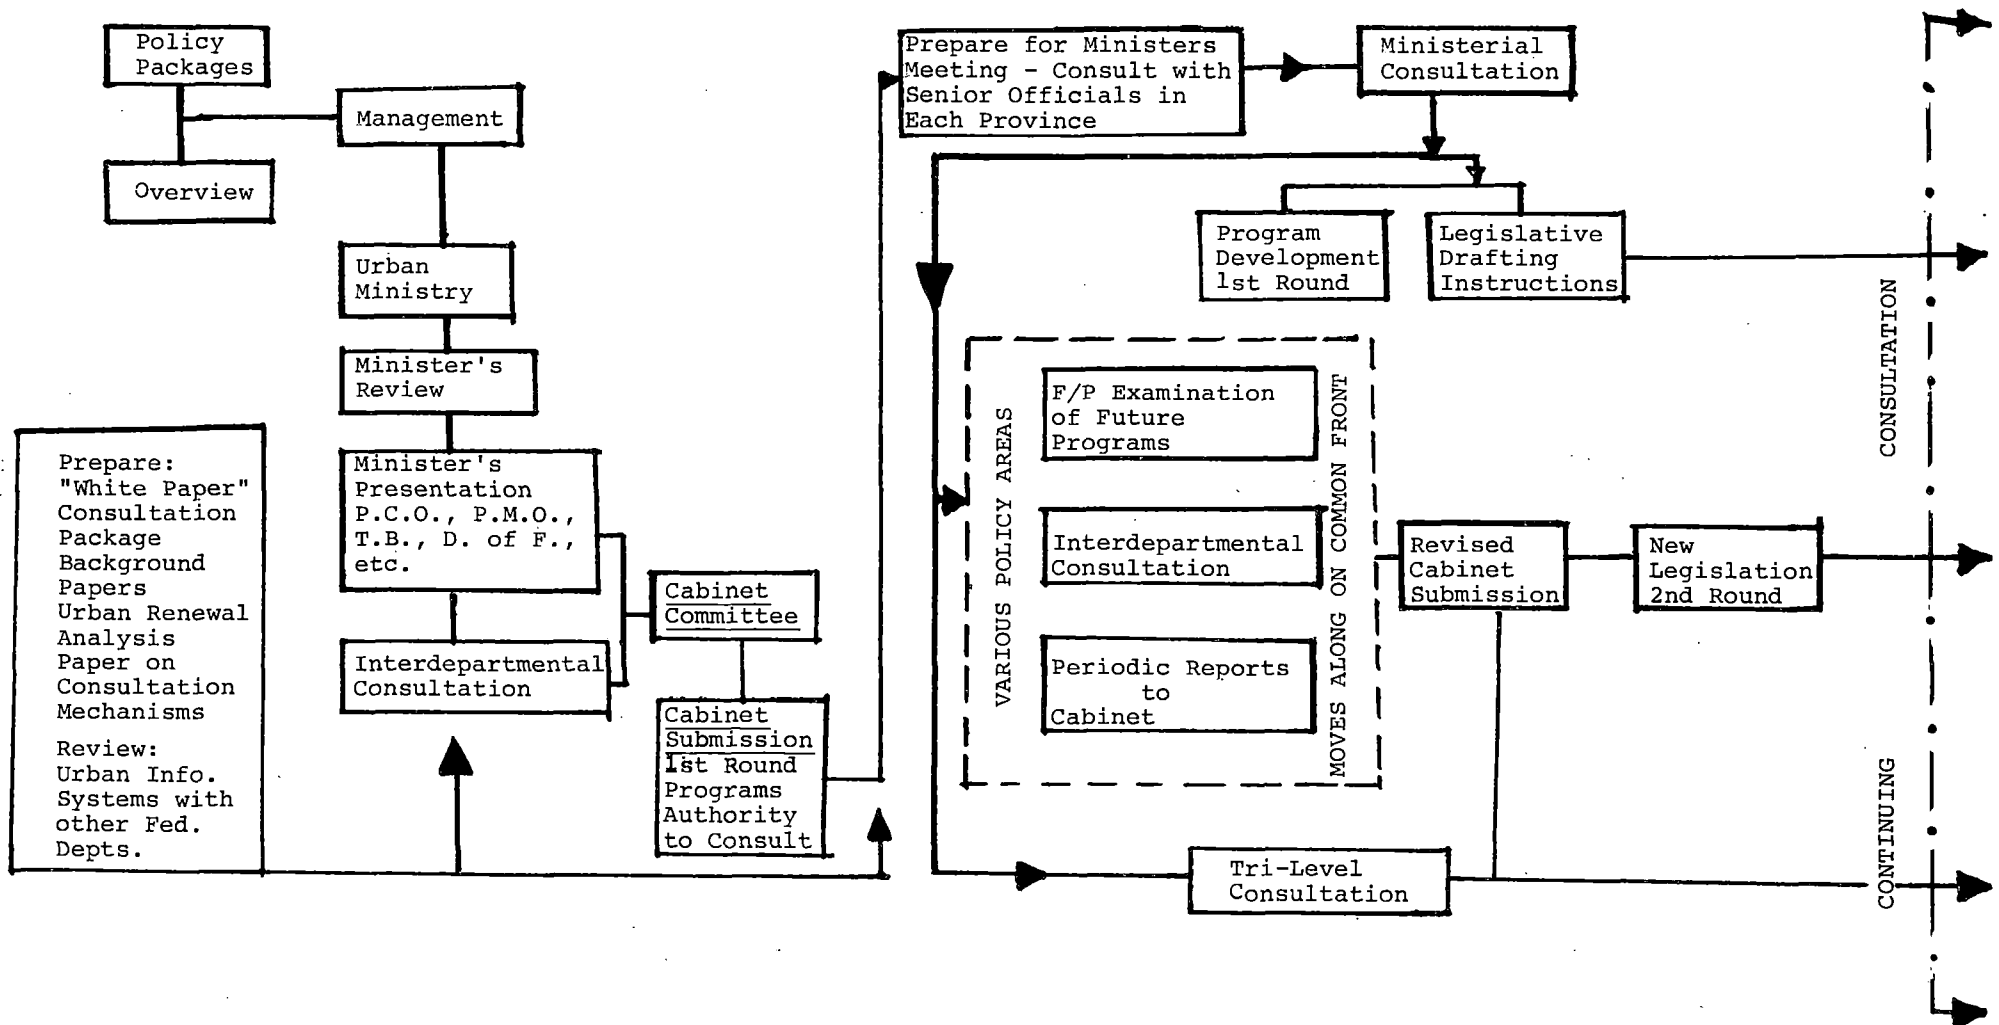 Policy
Packages
Management
Overview
Urban
Ministry
Minister's
Review
Minister's
Presentation
P.C.O., P.M.O.,
T.B., D. of F.,
etc.
Interdepartmental
Consultation
Prepare:
"White Paper"
Consultation
Package
Background
Papers
Urban Renewal
Analysis
Paper on
Consultation
Mechanisms
Review:
Urban Info.
Systems with
other Fed.
Depts.
Cabinet
Committee
Cabinet
Submission
1st Round
Programs
Authority
to Consult
Prepare for Ministers
Meeting - Consult with
Senior Officials in
Each Province
Ministerial
Consultation
Program
Development
1st Round
Legislative
Drafting
Instructions
VARIOUS POLICY AREAS
F/P Examination
of Future
Programs
Interdepartmental
Consultation
Periodic Reports
to
Cabinet
MOVES ALONG ON COMMON FRONT
Revised
Cabinet
Submission
New
Legislation
2nd Round
Tri-Level
Consultation
CONTINUING CONSULTATION